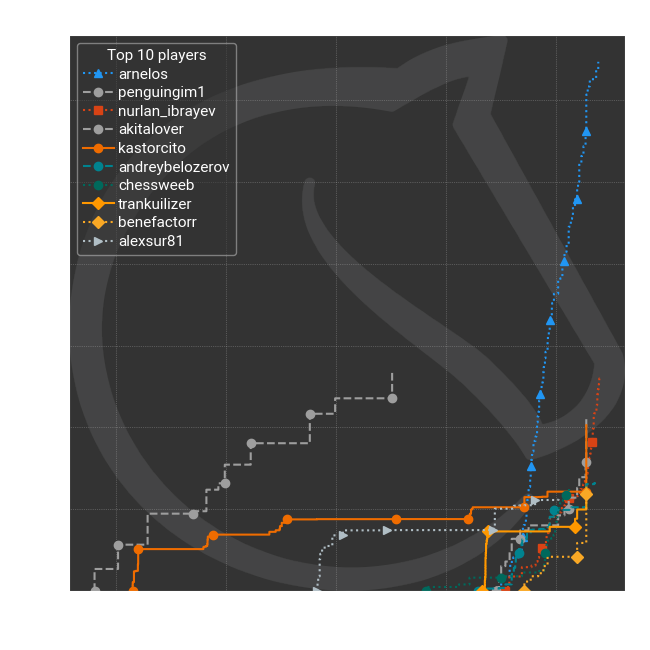 Top 10 players
arnelos
penguingim1
nurlan_ibrayev
akitalover
kastorcito
andreybelozerov
chessweeb
trankuilizer
benefactorr
alexsur81